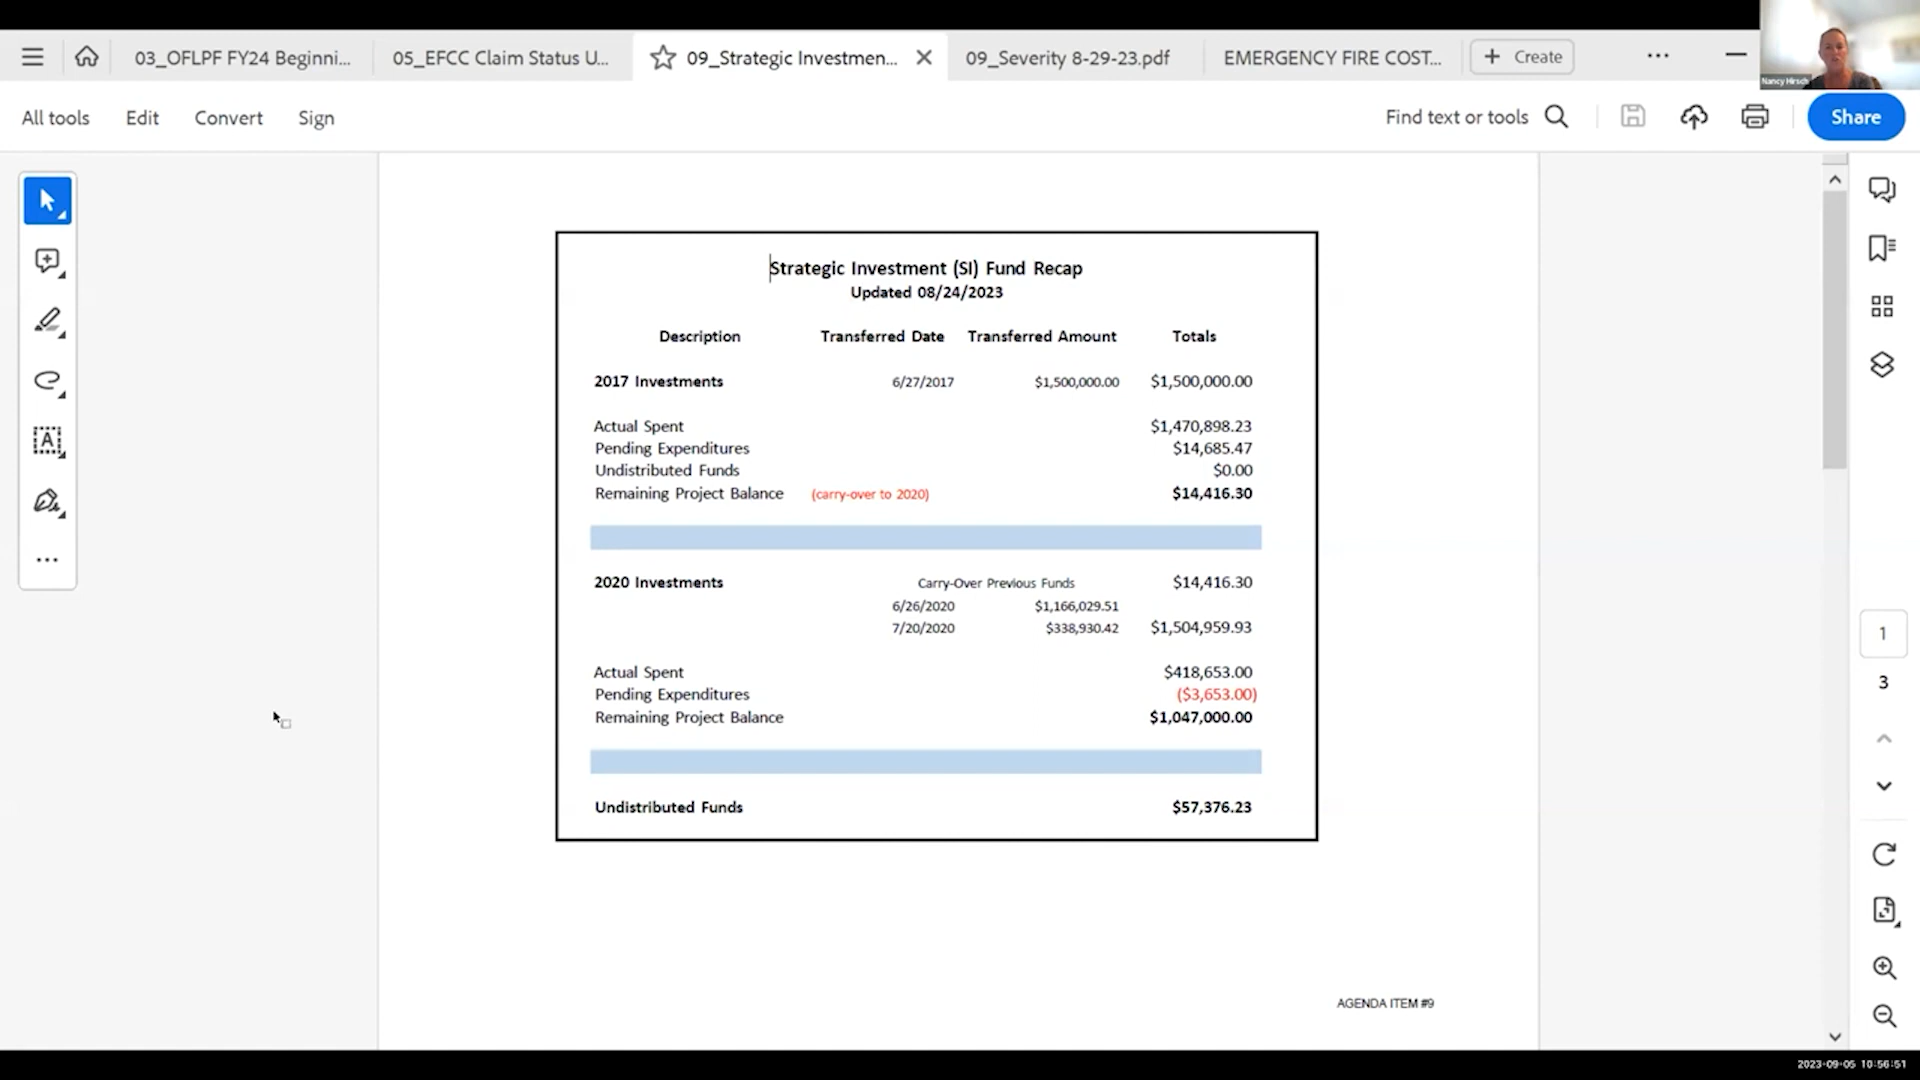 03_OFLPF FY24 Beginni...
05_EFCC Claim Status U...
09_Strategic Investmen...
09_Severity 8-29-23.pdf
EMERGENCY FIRE COST...
Create
Nancy Hirsch
All tools
Edit
Convert
Sign
Find text or tools
Share
Strategic Investment (SI) Fund Recap
Updated 08/24/2023
Description Transferred Date Transferred Amount Totals
2017 Investments 6/27/2017 $1,500,000.00 $1,500,000.00
Actual Spent $1,470,898.23
Pending Expenditures $14,685.47
Undistributed Funds $0.00
Remaining Project Balance (carry-over to 2020) $14,416.30
2020 Investments Carry-Over Previous Funds $14,416.30
6/26/2020 $1,166,029.51
7/20/2020 $338,930.42 $1,504,959.93
Actual Spent $418,653.00
Pending Expenditures ($3,653.00)
Remaining Project Balance $1,047,000.00
Undistributed Funds $57,376.23
AGENDA ITEM #9
1
3
2023-09-05 10:56:51